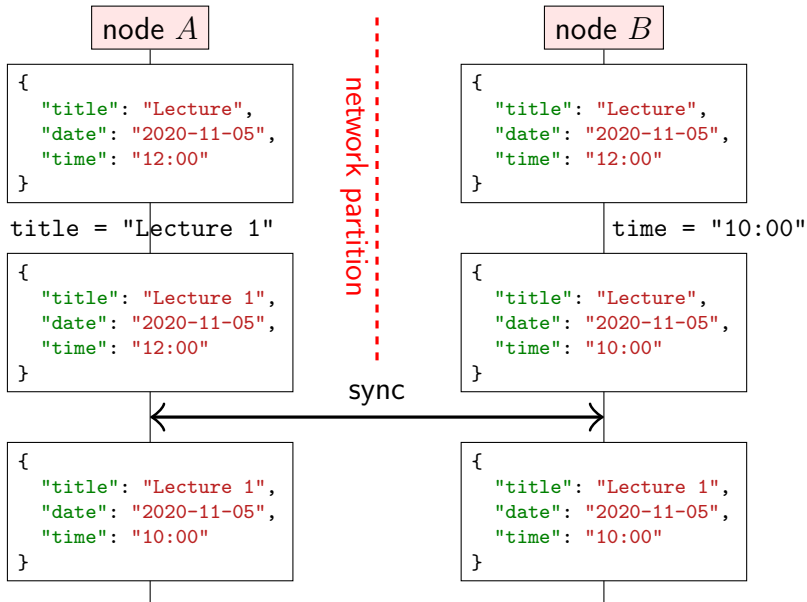 node A
{
"title": "Lecture",
"date": "2020-11-05",
"time": "12:00"
}
title = "Lecture 1"
{
"title": "Lecture 1",
"date": "2020-11-05",
"time": "12:00"
}
network partition
node B
{
"title": "Lecture",
"date": "2020-11-05",
"time": "12:00"
}
time = "10:00"
{
"title": "Lecture",
"date": "2020-11-05",
"time": "10:00"
}
sync
{
"title": "Lecture 1",
"date": "2020-11-05",
"time": "10:00"
}
{
"title": "Lecture 1",
"date": "2020-11-05",
"time": "10:00"
}